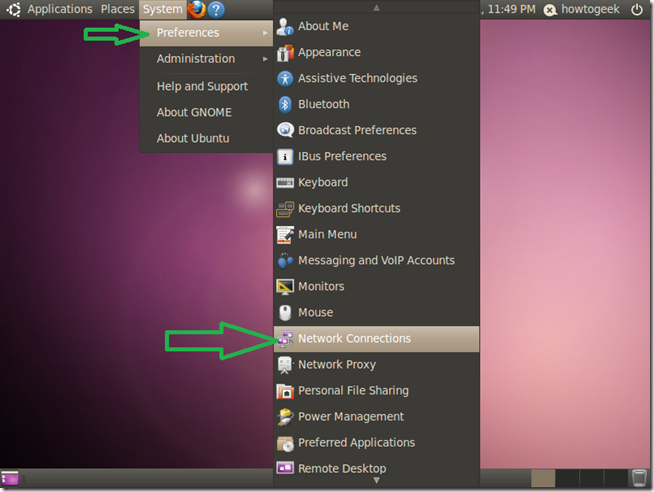 Applications Places System
, 11:49 PM howtogeek
Preferences
Administration
Help and Support
About GNOME
About Ubuntu
About Me
Appearance
Assistive Technologies
Bluetooth
Broadcast Preferences
IBus Preferences
Keyboard
Keyboard Shortcuts
Main Menu
Messaging and VoIP Accounts
Monitors
Mouse
Network Connections
Network Proxy
Personal File Sharing
Power Management
Preferred Applications
Remote Desktop